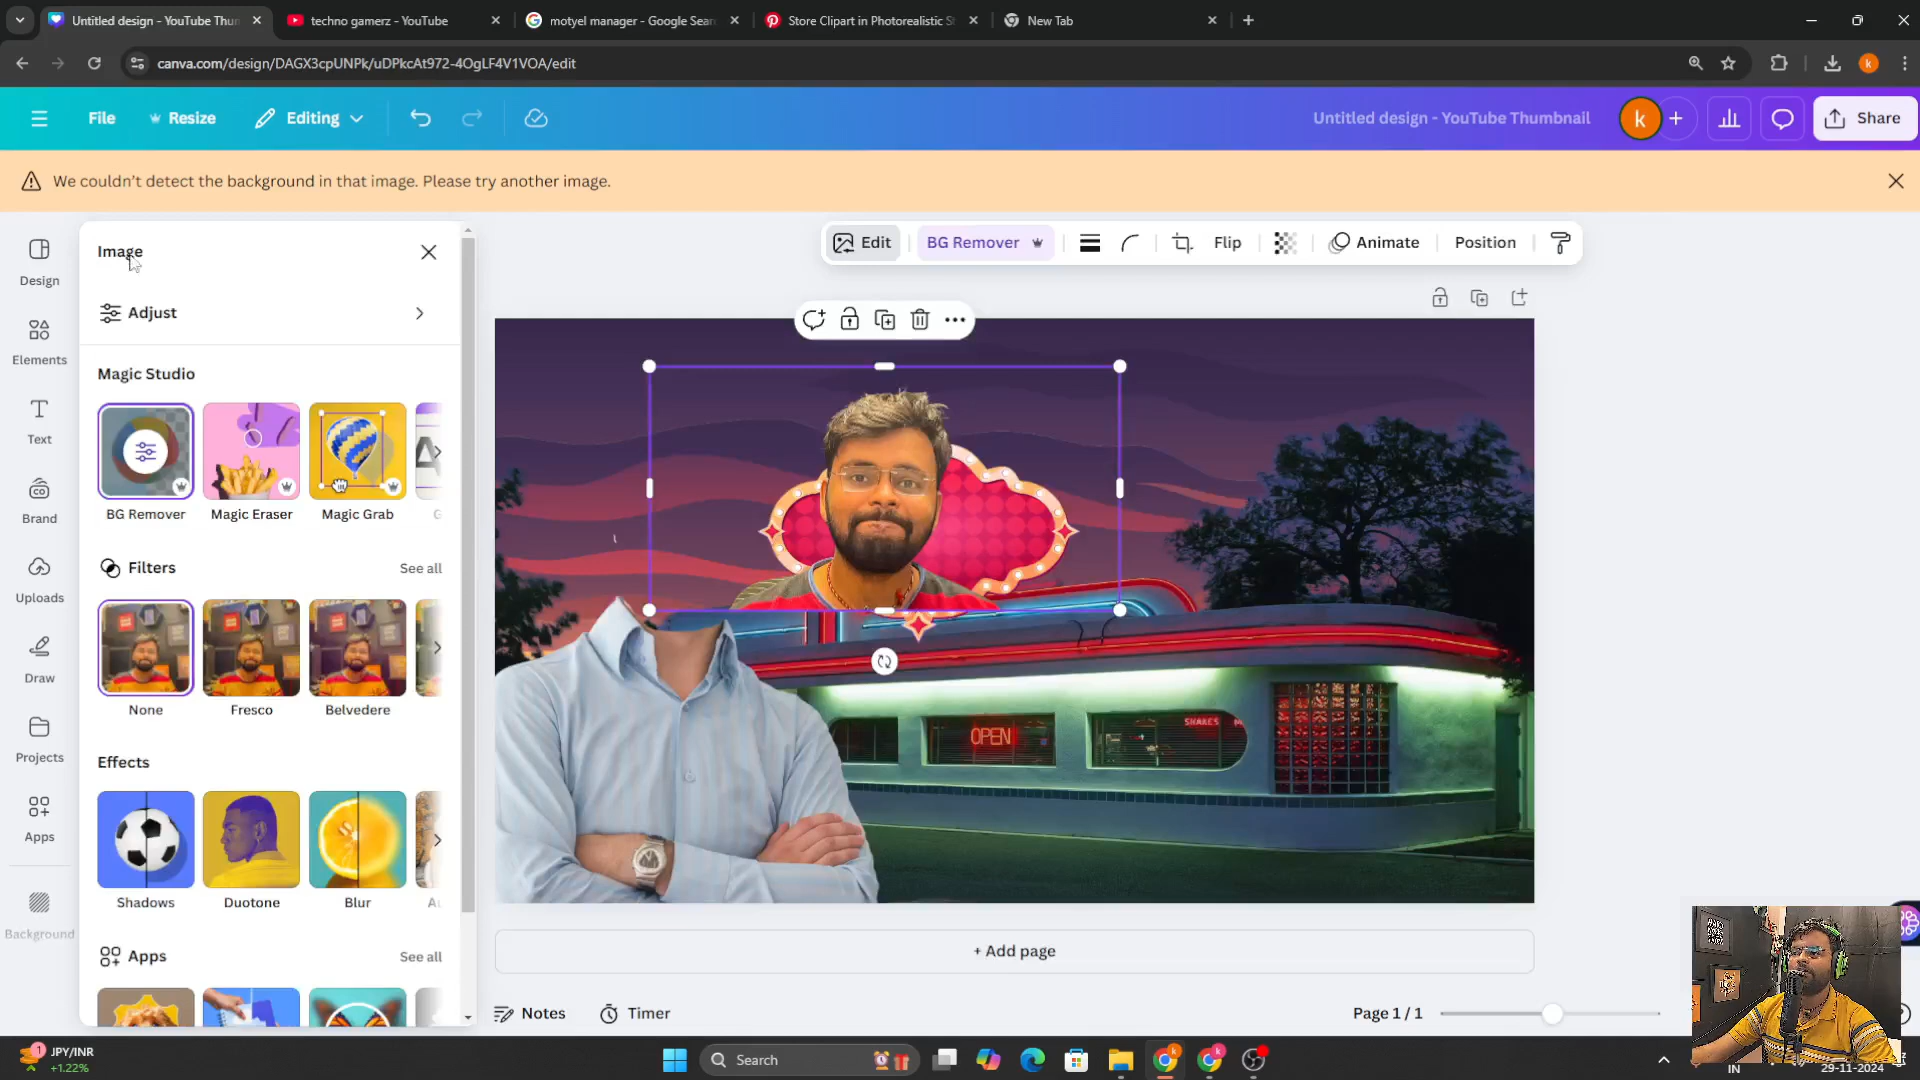 Untitled design - YouTube Thum
techno gamerz - YouTube
motyel manager - Google Sear
Store Clipart in Photorealistic S
New Tab
canva.com/design/DAGX3cpUNPk/uDPkcAt972-4OgLF4V1VOA/edit
k
File
Resize
Editing
Untitled design - YouTube Thumbnail
k
Share
We couldn't detect the background in that image. Please try another image.
Design
Elements
Text
Brand
Uploads
Draw
Projects
Apps
Background
Image
Adjust
Magic Studio
BG Remover
Magic Eraser
Magic Grab
Filters
See all
None
Fresco
Belvedere
Effects
Shadows
Duotone
Blur
Au
Apps
See all
Edit
BG Remover
Flip
Animate
Position
OPEN
SHAKES
+ Add page
Notes
Timer
Page 1 / 1
1
JPY/INR
+1.22%
Search
IN
29-11-2024